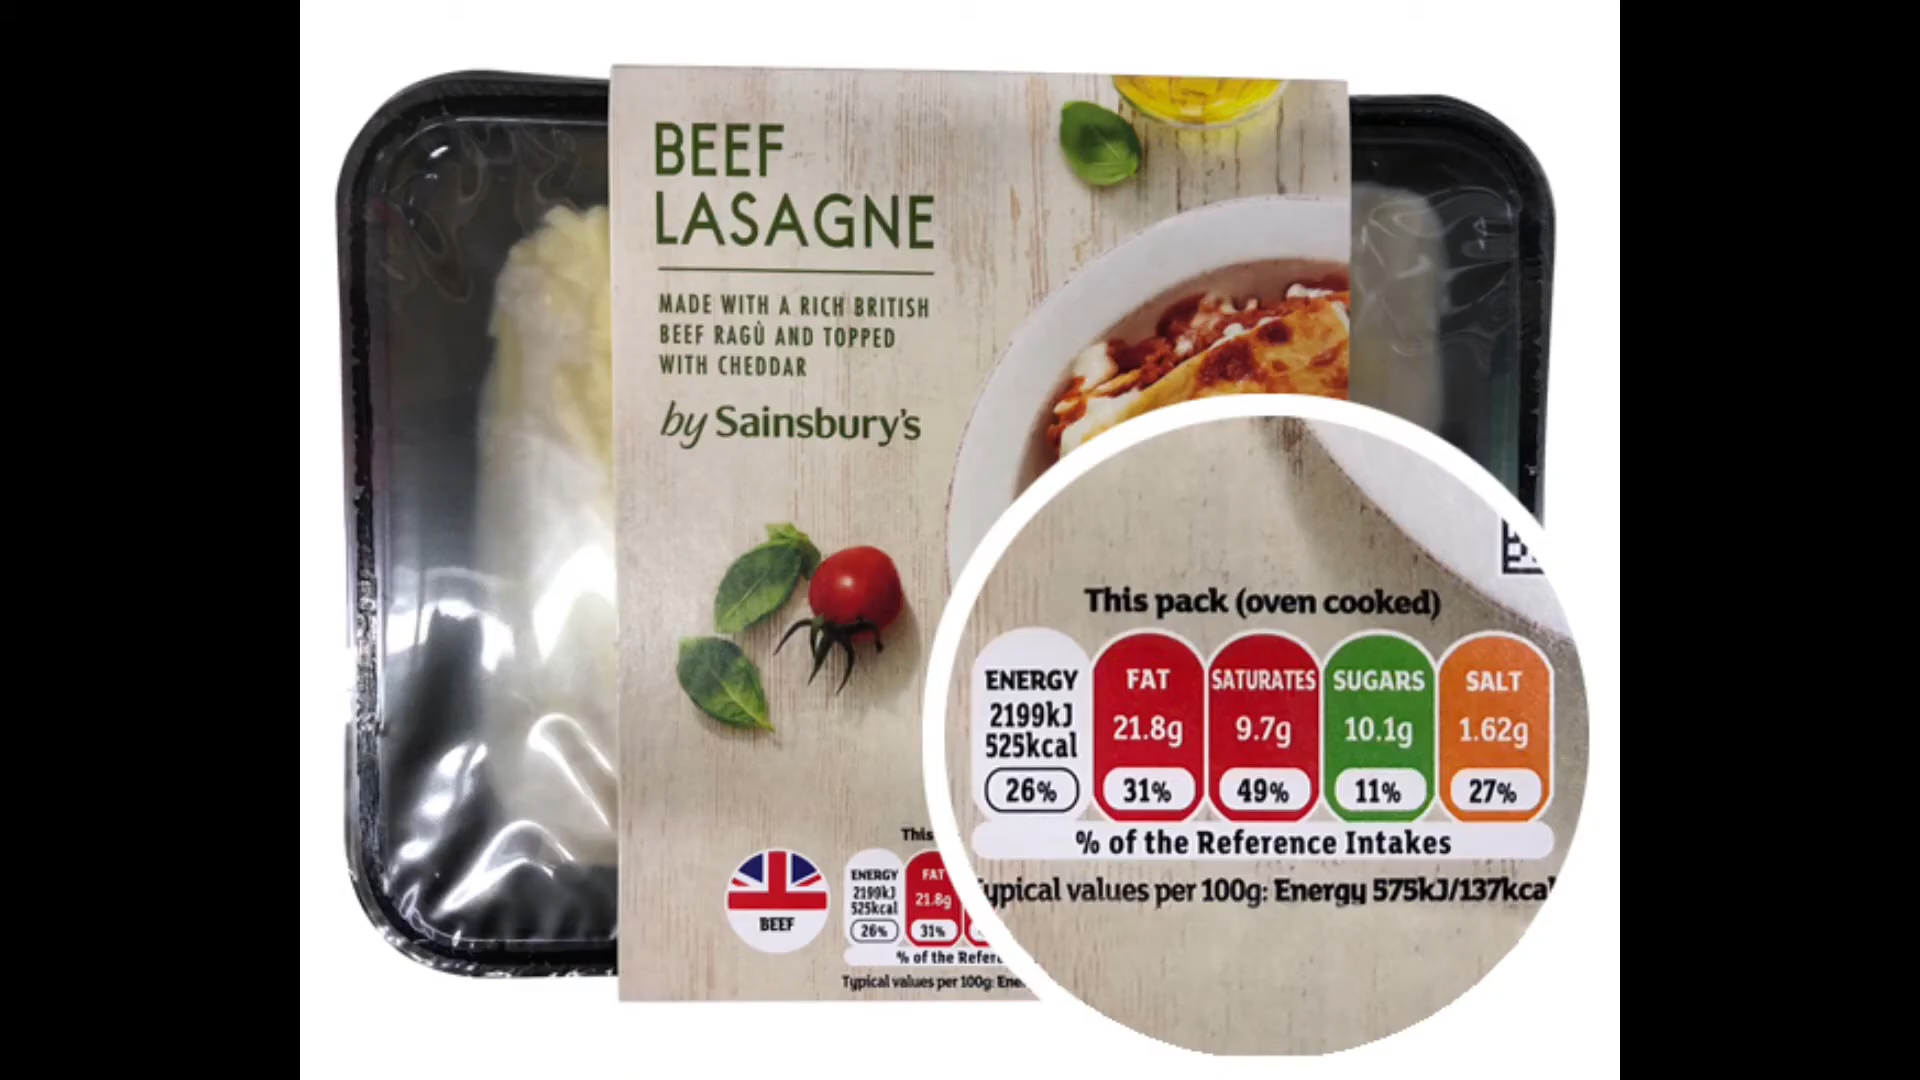 BEEF
LASAGNE
MADE WITH A RICH BRITISH
BEEF RAGÙ AND TOPPED
WITH CHEDDAR
by Sainsbury's
This pack (oven cooked)
ENERGY
2199kJ
525kcal
26%
FAT
21.8g
31%
SATURATES
9.7g
49%
SUGARS
10.1g
11%
SALT
1.62g
27%
% of the Reference Intakes
Typical values per 100g: Energy 575kJ/137kcal
BEEF
This
ENERGY
2199kJ
525kcal
26%
FAT
21.8g
31%
% of the Refere
Typical values per 100g: Ene